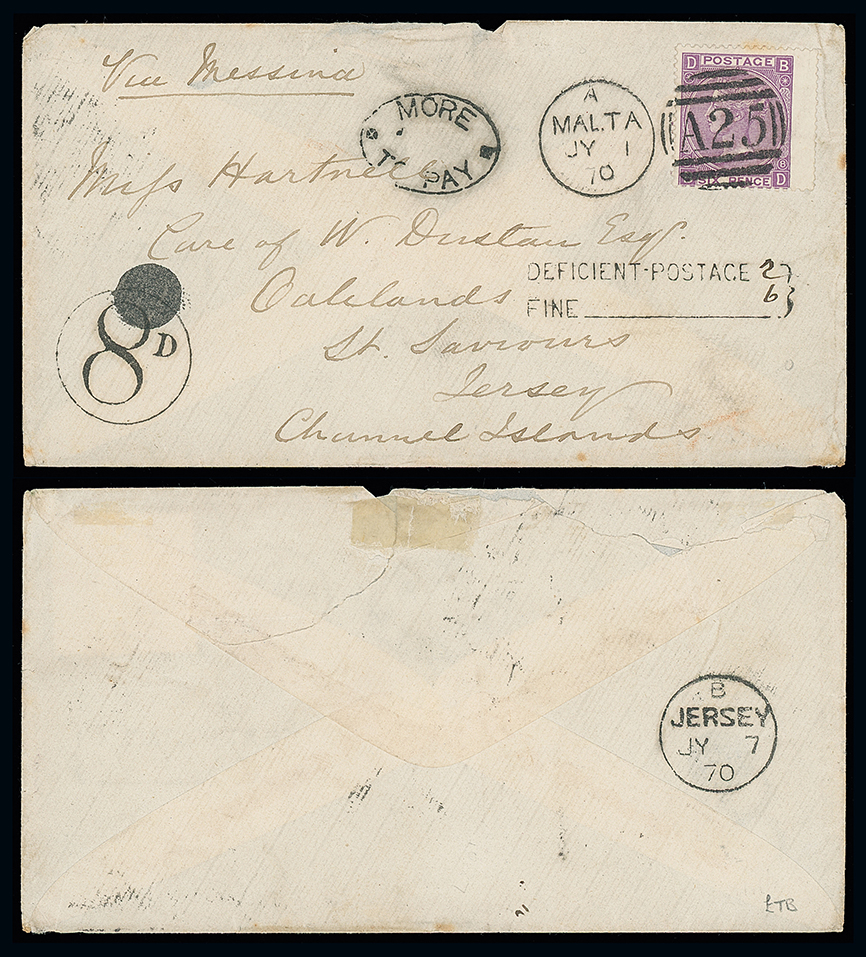 Via Messina
MORE
TO PAY
A
MALTA
JY 1
70
D POSTAGE B
A25
B SIX PENCE D
Miss Hartnell
Care of W. Dustan Esqr.
DEFICIENT-POSTAGE 2
FINE 6
Oaklands
8D
St. Saviours
Jersey
Channel Islands
B
JERSEY
JY 7
70